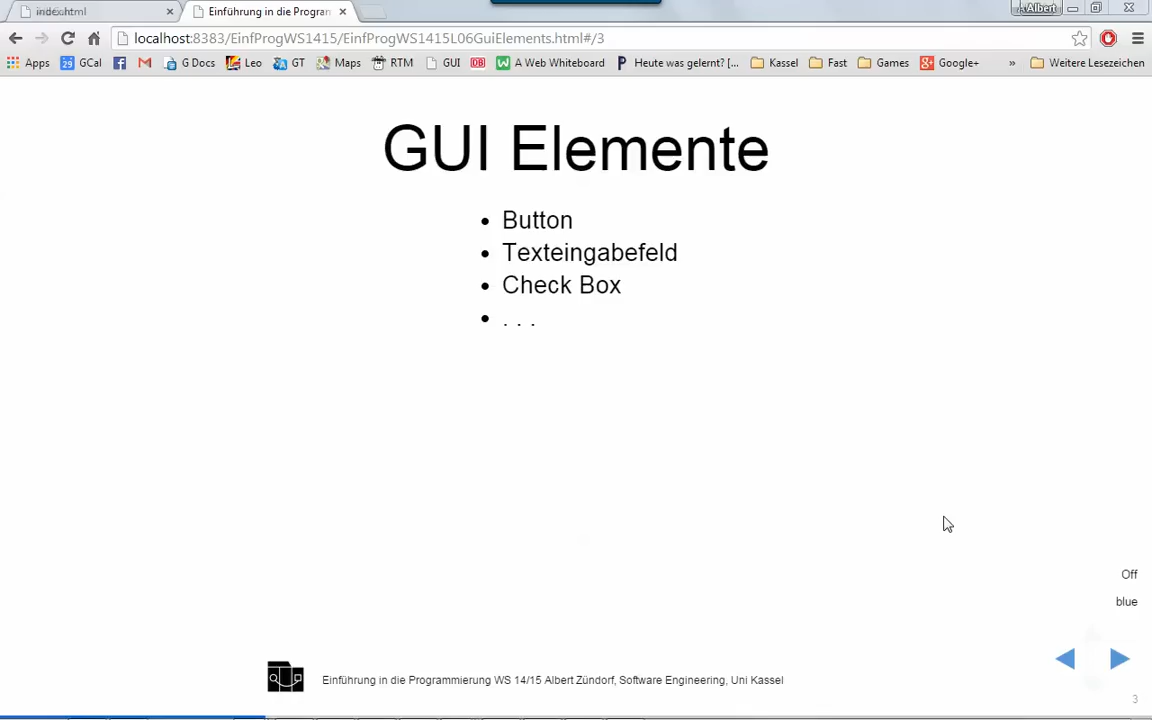 index.html
Einführung in die Program
Albert
localhost:8383/EinfProgWS1415/EinfProgWS1415L06GuiElements.html#/3
Apps GCal G Docs Leo GT Maps RTM GUI A Web Whiteboard Heute was gelernt? [... Kassel Fast Games Google+ » Weitere Lesezeichen
GUI Elemente
• Button
• Texteingabefeld
• Check Box
• . . .
Off
blue
Einführung in die Programmierung WS 14/15 Albert Zündorf, Software Engineering, Uni Kassel
3